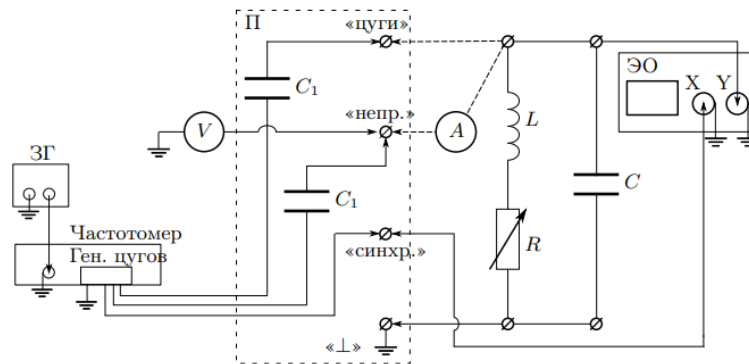 П
«цуги»
C₁
ЭО
X
Y
«непр.»
V
A
L
ЗГ
C₁
C
R
Частотомер
Ген. цугов
«синхр.»
«⊥»